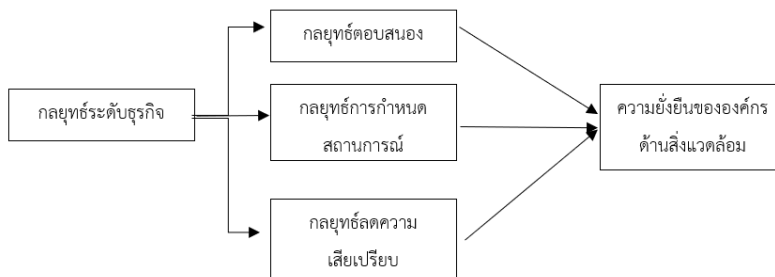 กลยุทธ์ตอบสนอง
กลยุทธ์ระดับธุรกิจ
กลยุทธ์การกำหนด
สถานการณ์
ความยั่งยืนขององค์กร
ด้านสิ่งแวดล้อม
กลยุทธ์ลดความ
เสียเปรียบ